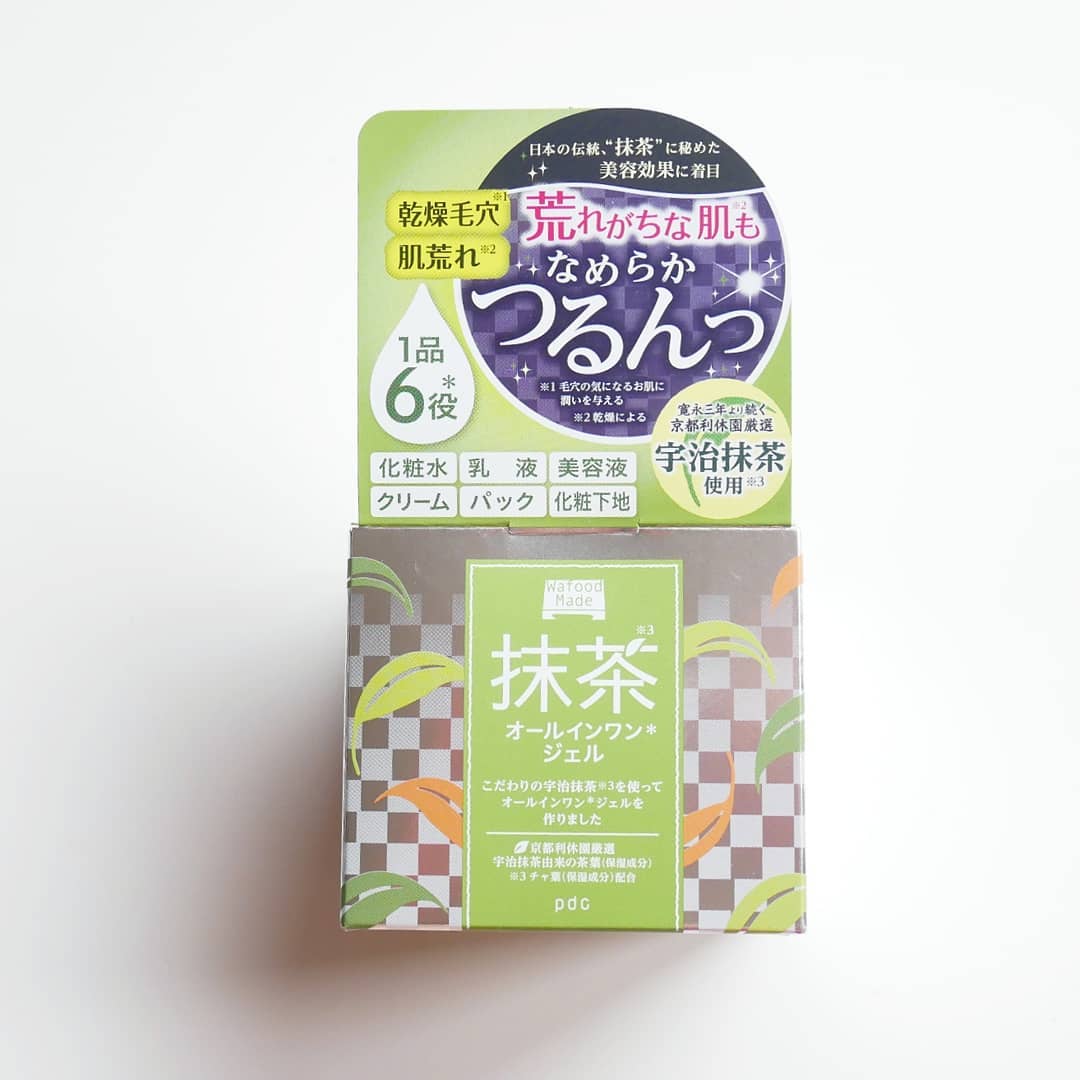 日本の伝統、“抹茶”に秘めた
美容効果に着目
乾燥毛穴※1
肌荒れ※2
荒れがちな肌も※2
なめらか
つるんっ
※1 毛穴の気になるお肌に
潤いを与える
※2 乾燥による
1品
6役*
寛永三年より続く
京都利休園厳選
宇治抹茶
使用※3
化粧水 乳液 美容液
クリーム パック 化粧下地
Wafood
Made
抹茶※3
オールインワン*
ジェル
こだわりの宇治抹茶※3を使って
オールインワン*ジェルを
作りました
京都利休園厳選
宇治抹茶由来の茶葉(保湿成分)
※3 チャ葉(保湿成分)配合
pdc